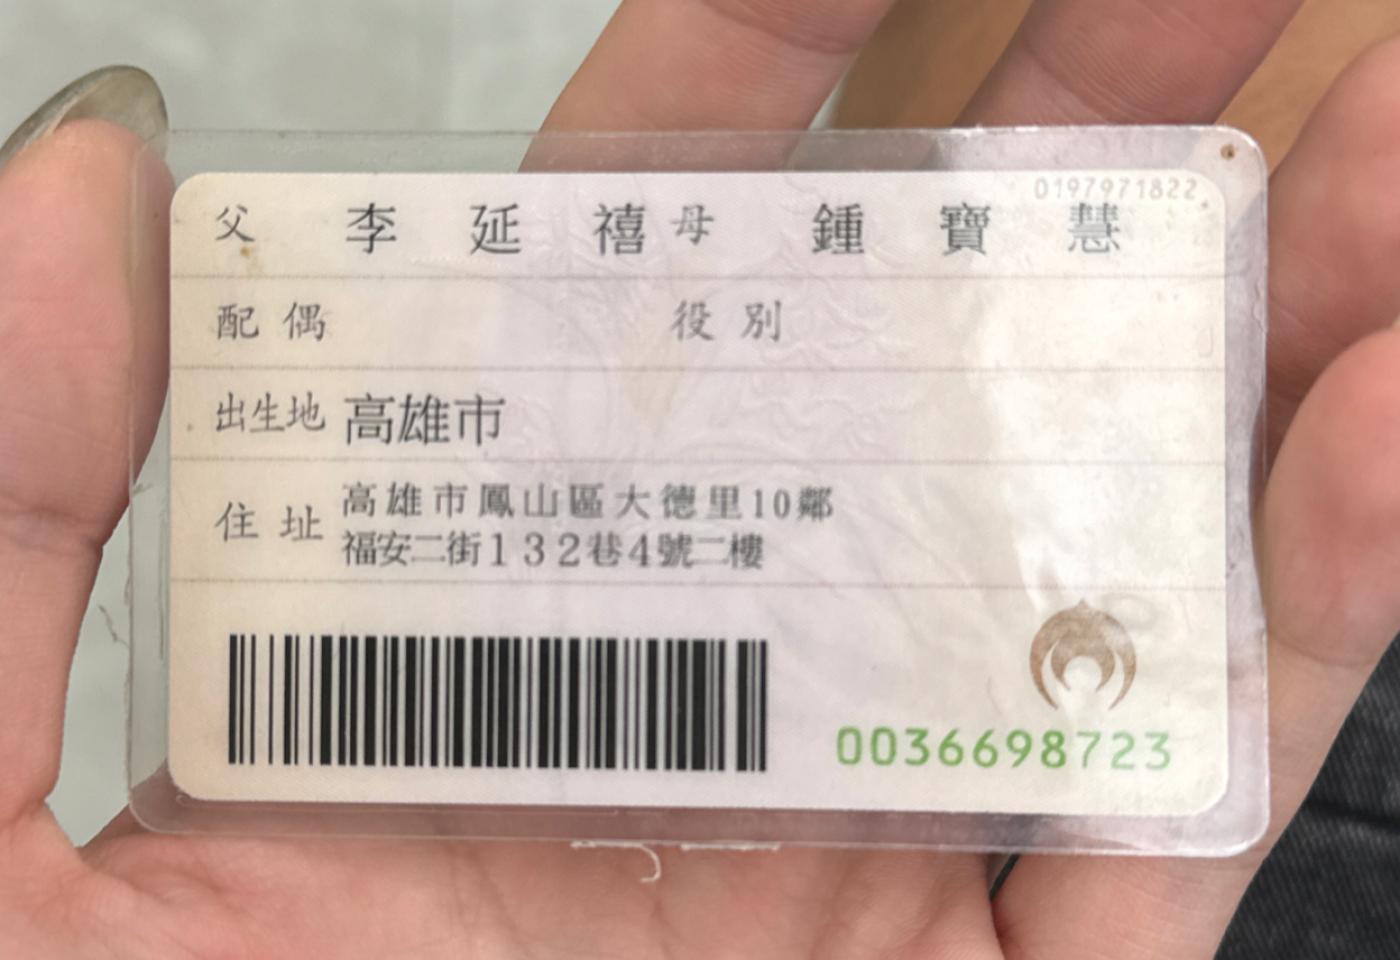 0197971822
父 李延禧 母 鍾寶慧
配偶 役別
出生地 高雄市
住址 高雄市鳳山區大德里10鄰
福安二街132巷4號二樓
0036698723